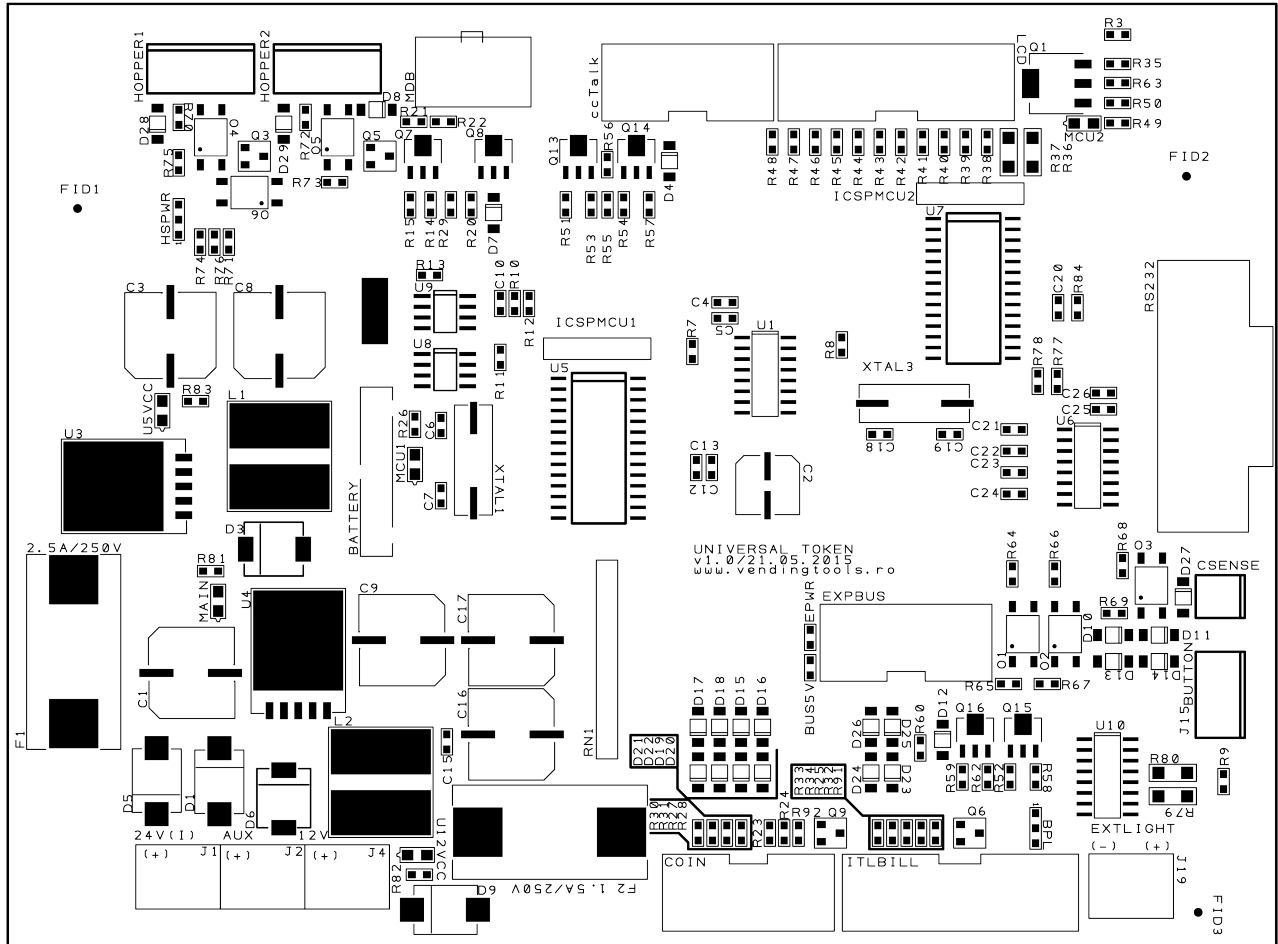 HOPPER1
HOPPER2
MDB
ccTalk
LCD
Q1
R3
R35
R63
R50
R49
MCU2
D28
R70
O4
Q3
R75
D29
R72
O5
D8
Q5
Q7
R21
R22
Q8
R73
O6
Q13
R56
Q14
D4
R48
R47
R46
R45
R44
R43
R42
R41
R40
R39
R38
R37
R36
FID1
FID2
HSPWR
1
R74
R76
R71
R15
R14
R29
R20
D7
R51
R53
R55
R54
R57
ICSPMCU2
U7
R13
C3
C8
U9
C10
R10
R12
U8
R11
ICSPMCU1
U5
C4
C5
R7
U1
R8
C20
R84
RS232
R78
R77
XTAL3
C18
C19
C26
C25
C21
U6
C22
C23
C24
U5VCC
R83
L1
U3
R26
C6
MCU1
C7
XTAL1
BATTERY
D3
C13
C12
C2
2.5A/250V
R81
MAIN
U4
C9
C17
C16
C1
F1
UNIVERSAL TOKEN
v1.0/21.05.2015
www.vendingtools.ro
EPWR
EXPBUS
BUS5V
R64
R66
R68
O3
D27
CSENSE
R69
D10
D11
D13
D14
O1
O2
R65
R67
BUTTON
J15
D17
D18
D15
D16
D26
D25
R60
D12
Q16
Q15
U10
RN1
D21
D22
D19
D20
R33
R34
R25
R32
R91
D24
D23
R59
R62
R52
R58
R80
R79
R9
L2
C15
D5
D1
D6
24V(I)
AUX
12V
(+)
J1
(+)
J2
(+)
J4
R82
U12VCC
D9
F2 1.5A/250V
R30
R31
R27
R28
R23
R24
R92
Q9
Q6
1
BPL
COIN
ITLBILL
EXTLIGHT
(-)
(+)
J19
FID3